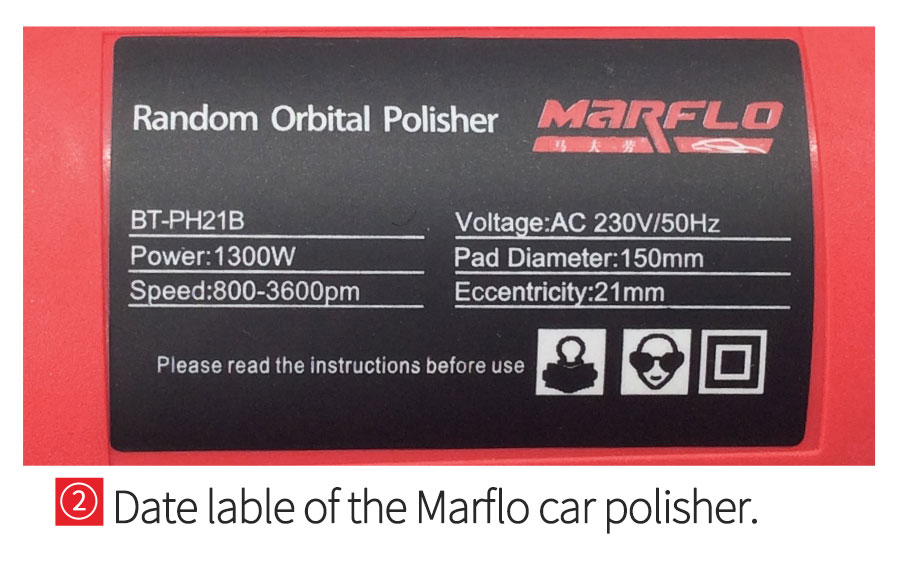 Random Orbital Polisher
MARFLO
马夫劳
BT-PH21B
Power:1300W
Speed:800-3600pm
Voltage:AC 230V/50Hz
Pad Diameter:150mm
Eccentricity:21mm
Please read the instructions before use
2 Date lable of the Marflo car polisher.